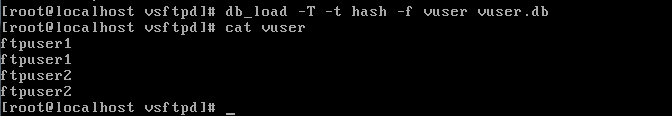 [root@localhost vsftpd]# db_load -T -t hash -f vuser vuser.db
[root@localhost vsftpd]# cat vuser
ftpuser1
ftpuser1
ftpuser2
ftpuser2
[root@localhost vsftpd]# _